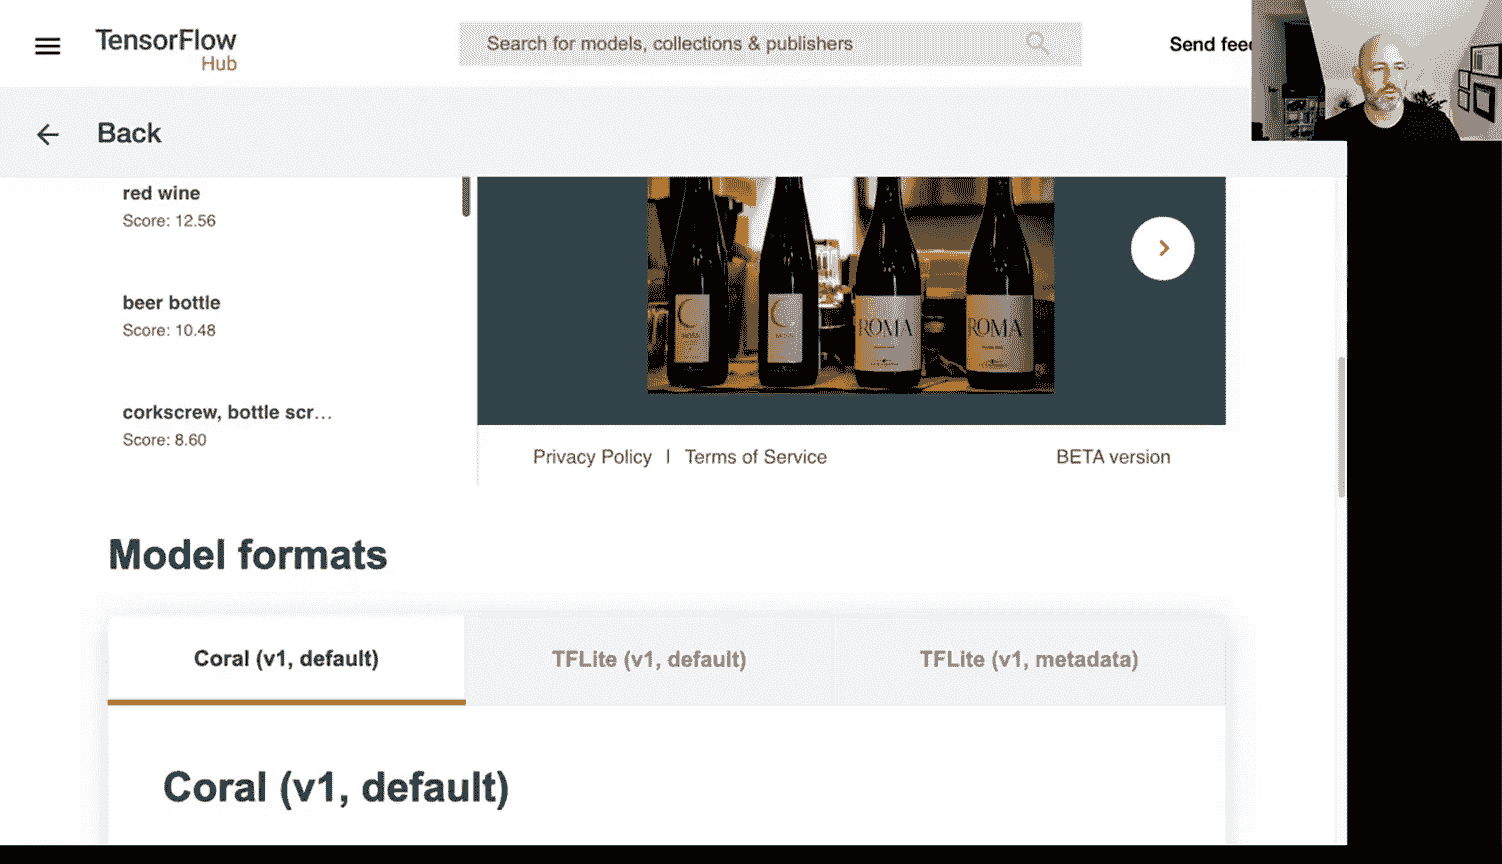 TensorFlow
Hub
Search for models, collections & publishers
Send fee
Back
red wine
Score: 12.56
beer bottle
Score: 10.48
corkscrew, bottle scr…
Score: 8.60
ROMA
ROMA
Privacy Policy | Terms of Service
BETA version
Model formats
Coral (v1, default)
TFLite (v1, default)
TFLite (v1, metadata)
Coral (v1, default)